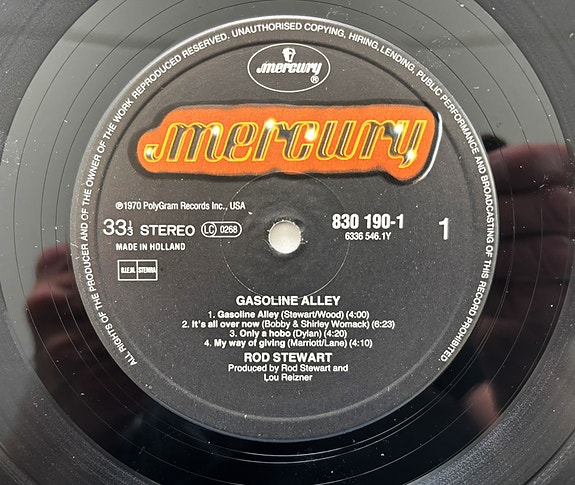 ALL RIGHTS OF THE PRODUCER AND OF THE OWNER OF THE WORK REPRODUCED RESERVED. UNAUTHORISED COPYING, HIRING, LENDING, PUBLIC PERFORMANCE AND BROADCASTING OF THIS RECORD PROHIBITED.
mercury ®
mercury
℗1970 PolyGram Records Inc., USA
33⅓ STEREO LC 0268
830 190-1
6336 546.1Y
1
MADE IN HOLLAND
B.I.E.M. STEMRA
GASOLINE ALLEY
1. Gasoline Alley (Stewart/Wood) (4:00)
2. It's all over now (Bobby & Shirley Womack) (6:23)
3. Only a hobo (Dylan) (4:20)
4. My way of giving (Marriott/Lane) (4:10)
ROD STEWART
Produced by Rod Stewart and
Lou Reizner